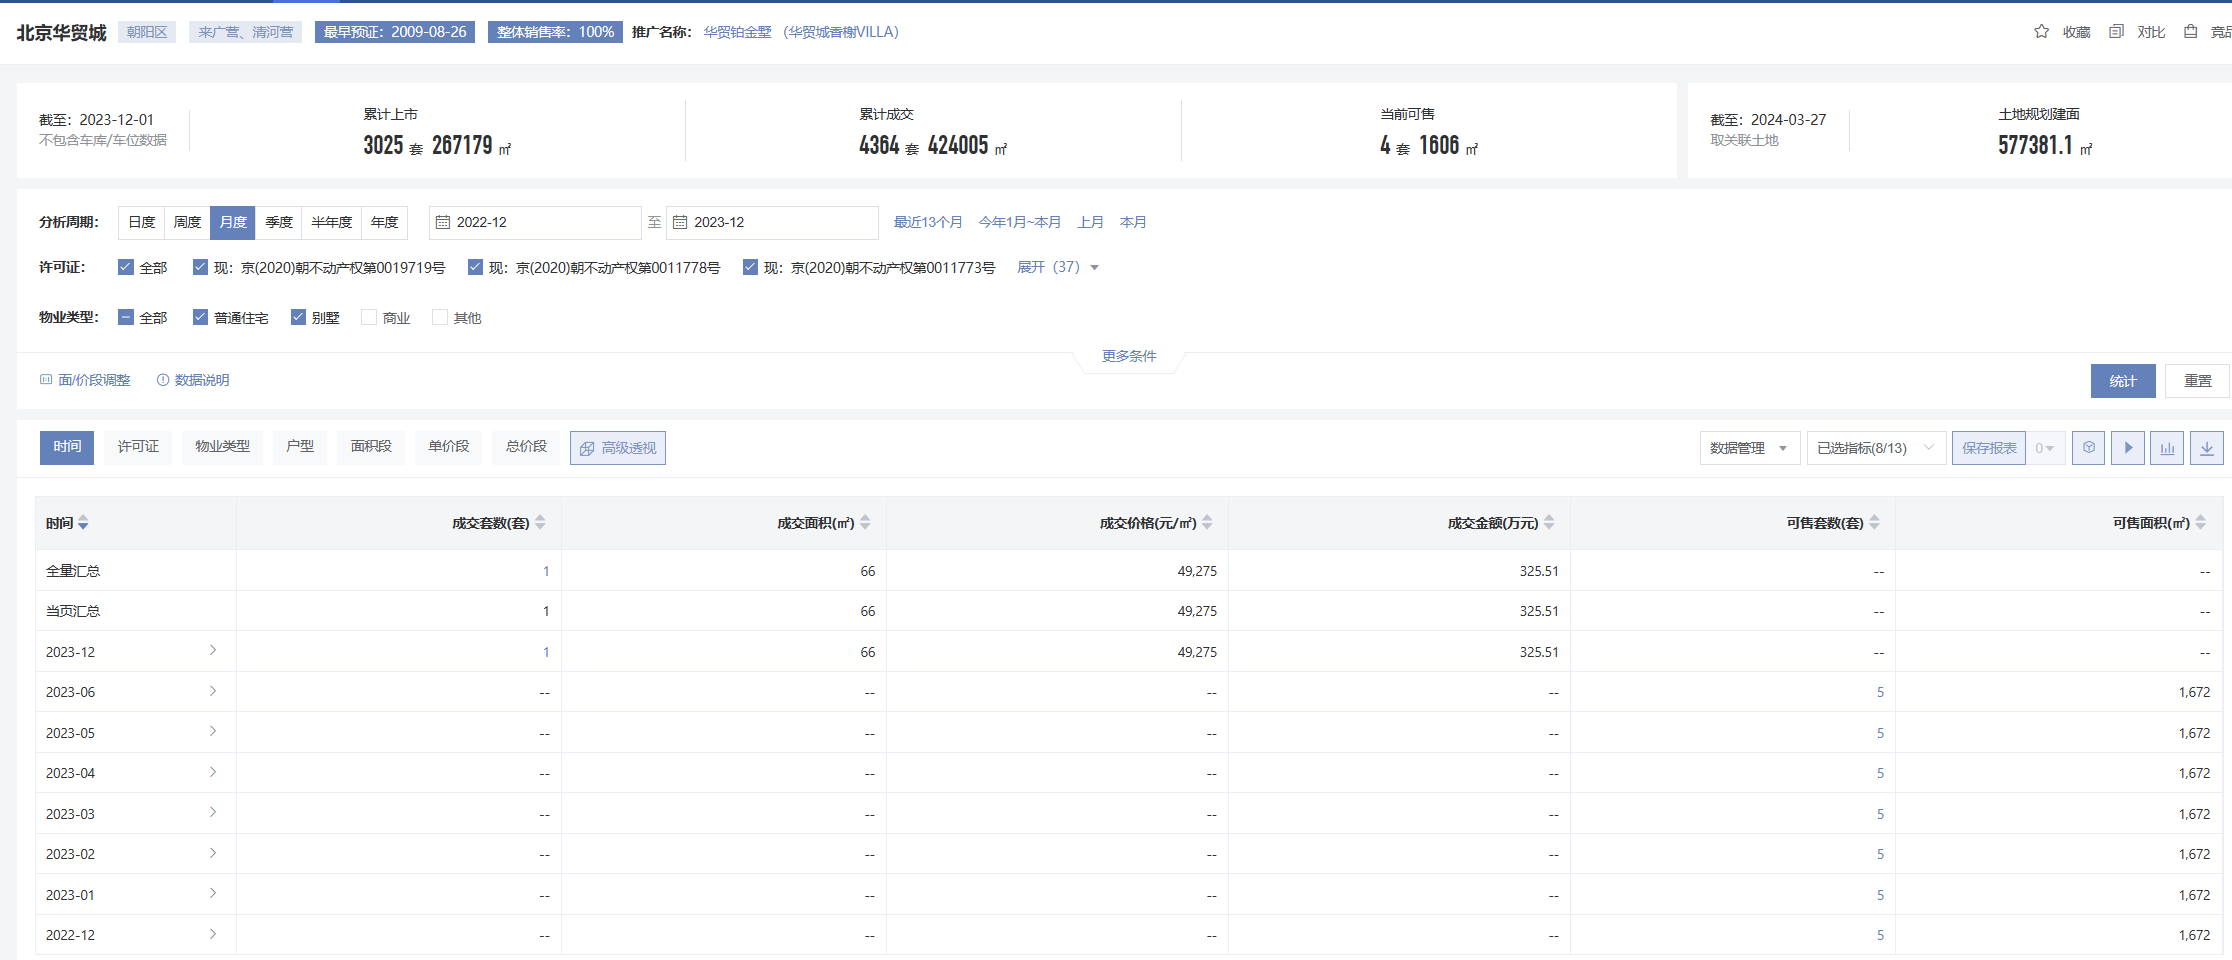 北京华贸城 朝阳区 来广营、清河营 最早预证：2009-08-26 整体销售率：100% 推广名称： 华贸铂金墅 （华贸城香榭VILLA） 收藏 对比
截至：2023-12-01
不包含车库/车位数据
累计上市
3025 套 267179 ㎡
累计成交
4364 套 424005 ㎡
当前可售
4 套 1606 ㎡
截至：2024-03-27
取关联土地
土地规划建面
577381.1 ㎡
分析周期： 日度 周度 月度 季度 半年度 年度 2022-12 至 2023-12 最近13个月 今年1月~本月 上月 本月
许可证： 全部 现：京(2020)朝不动产权第0019719号 现：京(2020)朝不动产权第0011778号 现：京(2020)朝不动产权第0011773号 展开（37）
物业类型： 全部 普通住宅 别墅 商业 其他
更多条件
面/价段调整 数据说明 统计 重置
时间 许可证 物业类型 户型 面积段 单价段 总价段 高级透视 数据管理 已选指标(8/13) 保存报表 0
时间 成交套数(套) 成交面积(㎡) 成交价格(元/㎡) 成交金额(万元) 可售套数(套) 可售面积(㎡)
全量汇总 1 66 49,275 325.51 -- --
当页汇总 1 66 49,275 325.51 -- --
2023-12 1 66 49,275 325.51 -- --
2023-06 -- -- -- -- 5 1,672
2023-05 -- -- -- -- 5 1,672
2023-04 -- -- -- -- 5 1,672
2023-03 -- -- -- -- 5 1,672
2023-02 -- -- -- -- 5 1,672
2023-01 -- -- -- -- 5 1,672
2022-12 -- -- -- -- 5 1,672